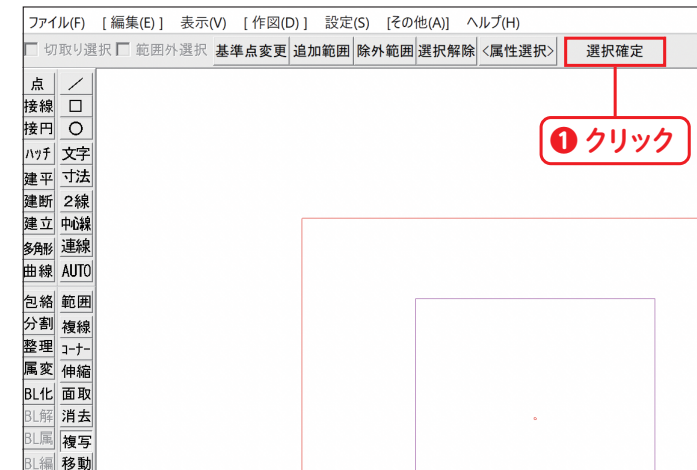 ファイル(F) [ 編集(E) ] 表示(V) [ 作図(D) ] 設定(S) [その他(A)] ヘルプ(H)
切取り選択 範囲外選択 基準点変更 追加範囲 除外範囲 選択解除 <属性選択> 選択確定
❶ クリック
点 ／
接線 □
接円 ○
ハッチ 文字
建平 寸法
建断 2線
建立 中心線
多角形 連線
曲線 AUTO
包絡 範囲
分割 複線
整理 コーナー
属変 伸縮
BL化 面取
BL解 消去
BL属 複写
BL編 移動